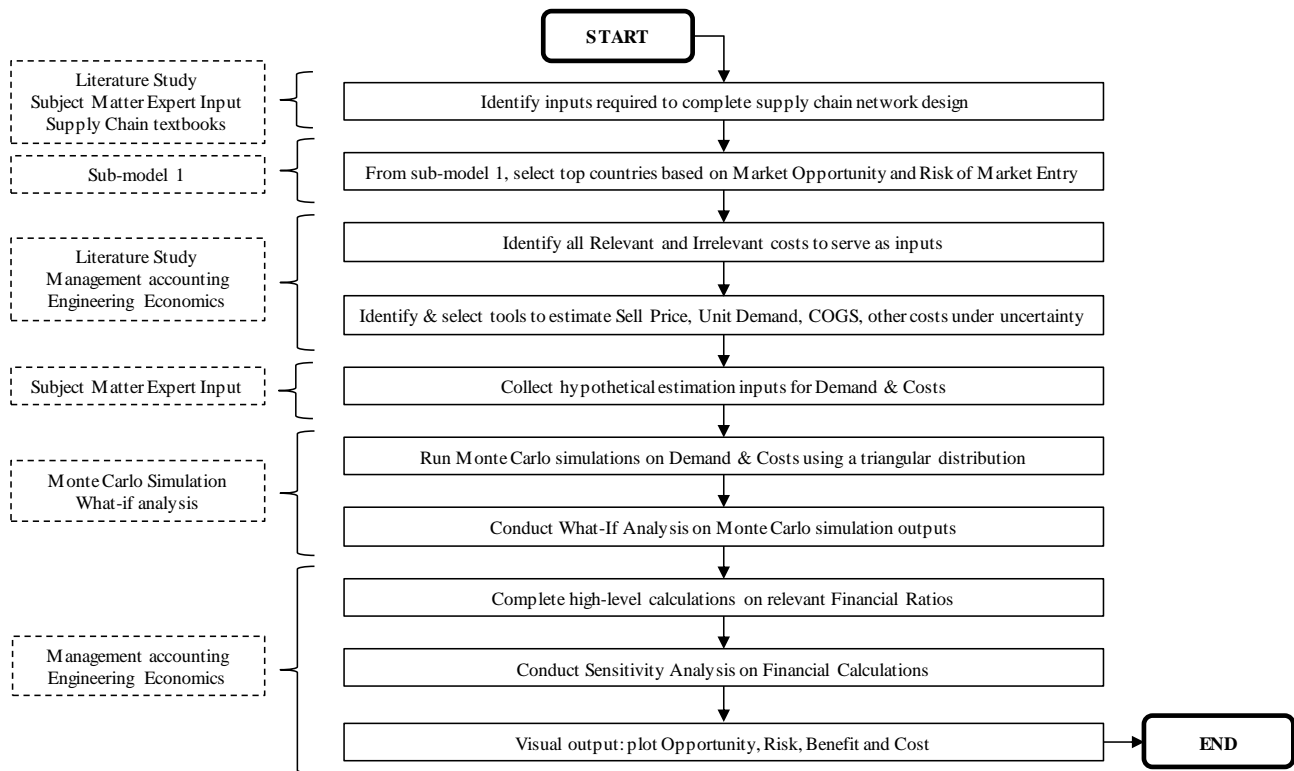 START
Literature Study
Subject Matter Expert Input
Supply Chain textbooks
Identify inputs required to complete supply chain network design
Sub-model 1
From sub-model 1, select top countries based on Market Opportunity and Risk of Market Entry
Literature Study
Management accounting
Engineering Economics
Identify all Relevant and Irrelevant costs to serve as inputs
Identify & select tools to estimate Sell Price, Unit Demand, COGS, other costs under uncertainty
Subject Matter Expert Input
Collect hypothetical estimation inputs for Demand & Costs
Monte Carlo Simulation
What-if analysis
Run Monte Carlo simulations on Demand & Costs using a triangular distribution
Conduct What-If Analysis on Monte Carlo simulation outputs
Management accounting
Engineering Economics
Complete high-level calculations on relevant Financial Ratios
Conduct Sensitivity Analysis on Financial Calculations
Visual output: plot Opportunity, Risk, Benefit and Cost
END